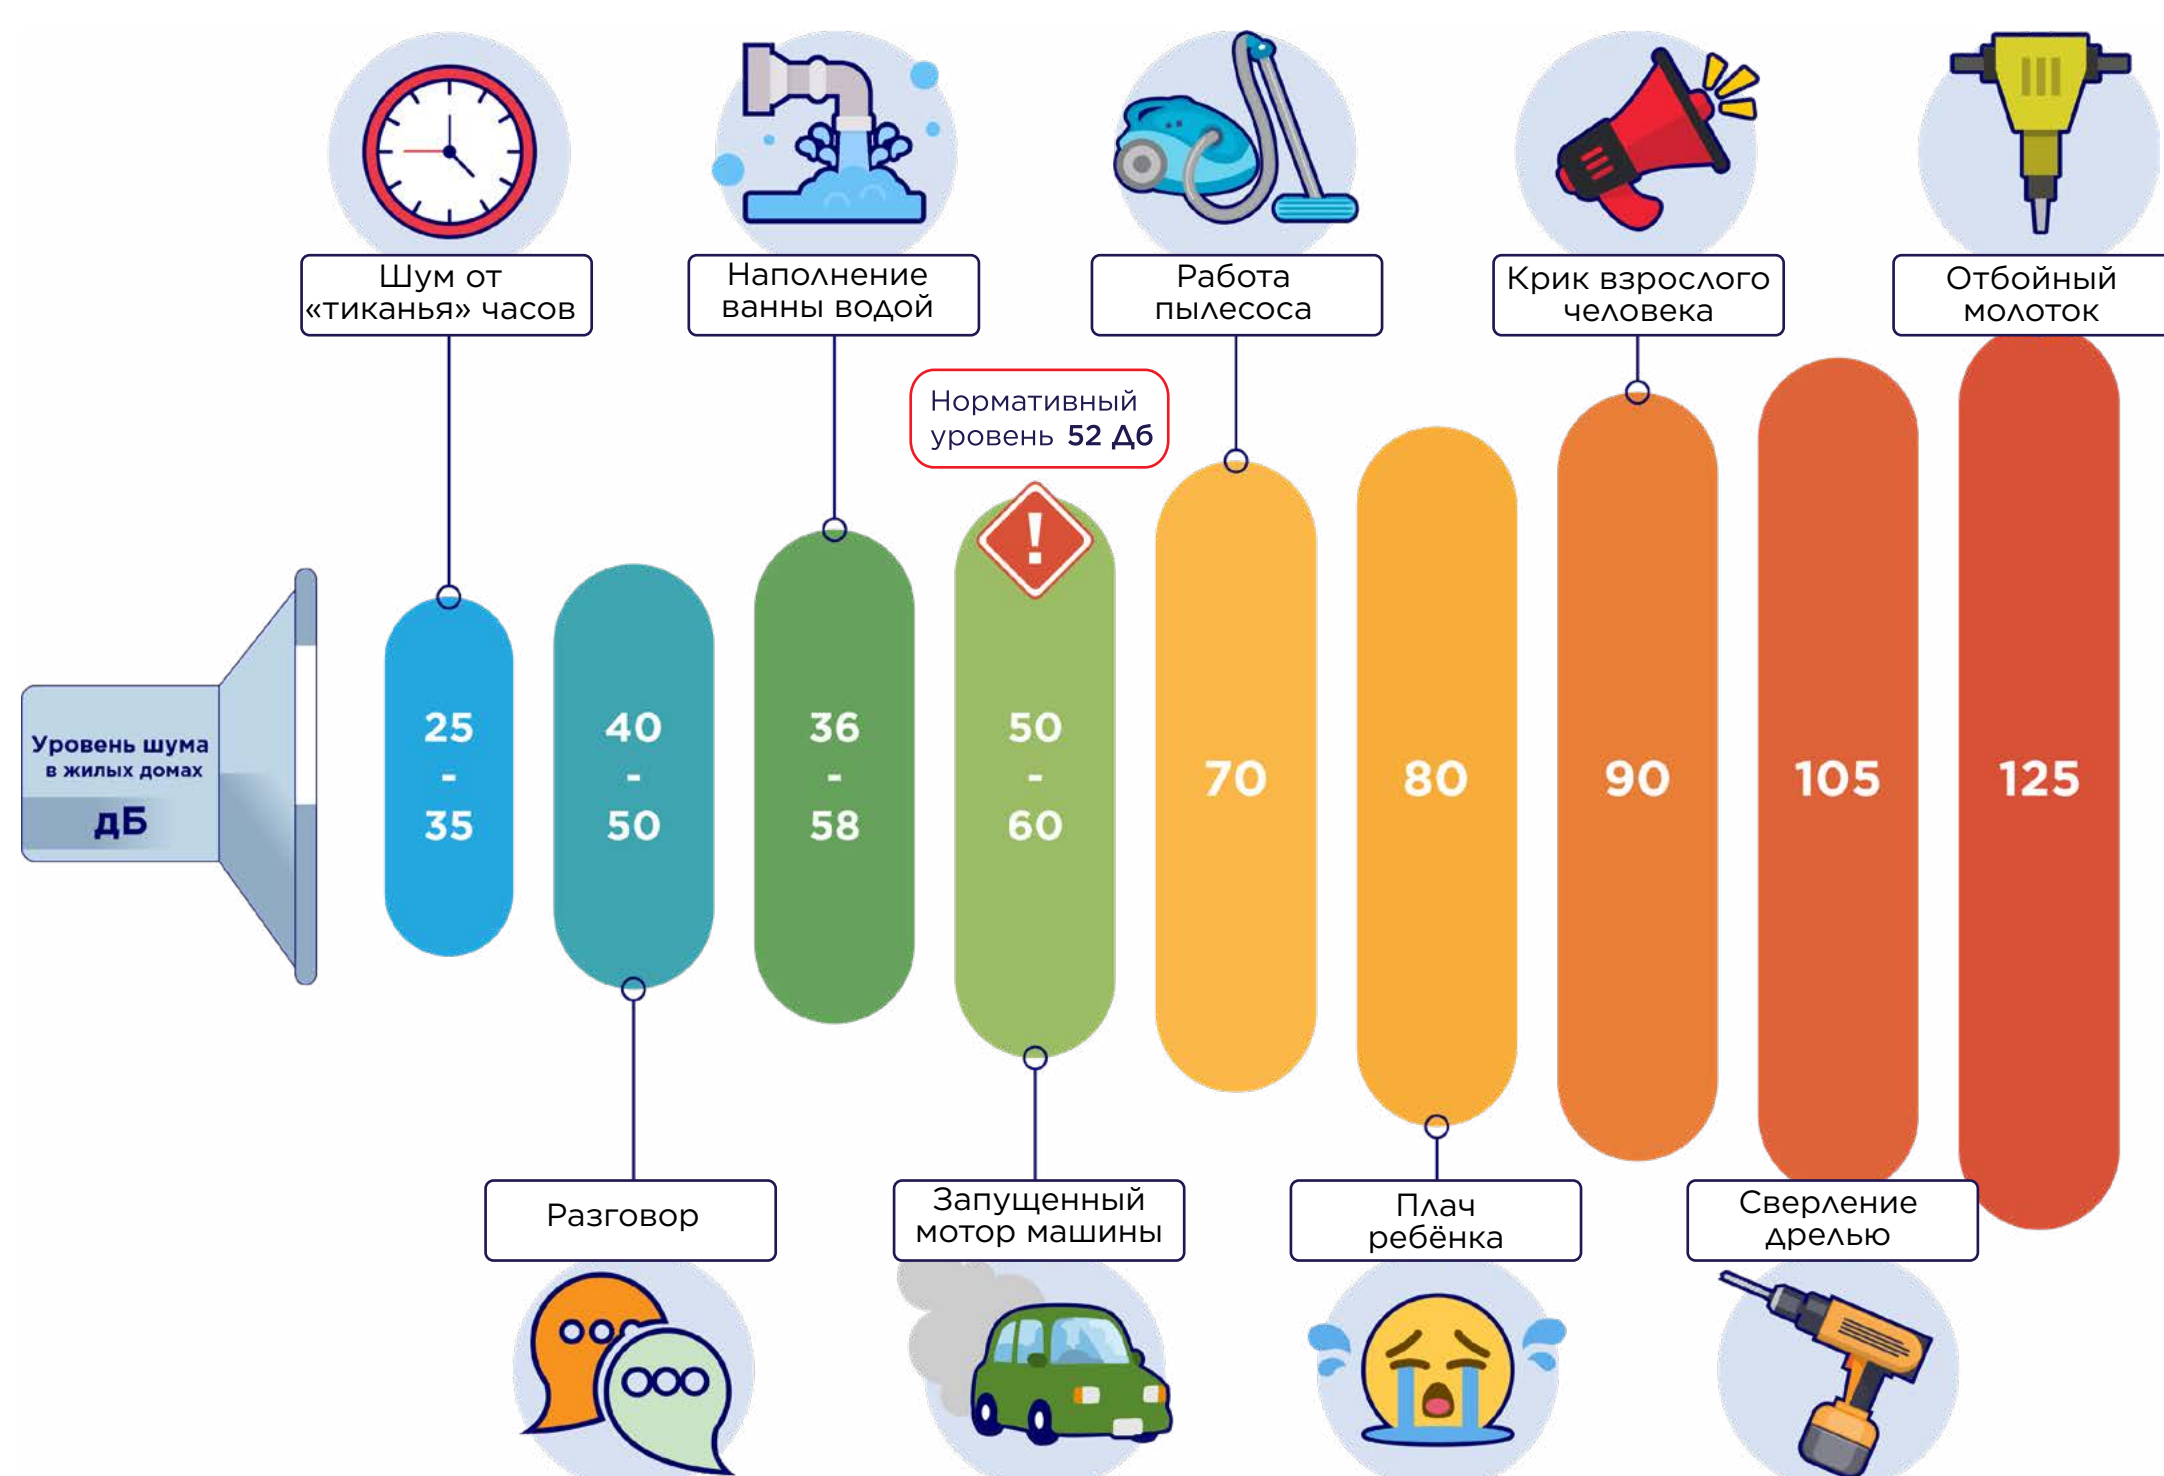 Шум от
«тиканья» часов
Наполнение
ванны водой
Работа
пылесоса
Крик взрослого
человека
Отбойный
молоток
Нормативный
уровень 52 Дб
!
Уровень шума
в жилых домах
дБ
25
-
35
40
-
50
36
-
58
50
-
60
70
80
90
105
125
Разговор
Запущенный
мотор машины
Плач
ребёнка
Сверление
дрелью